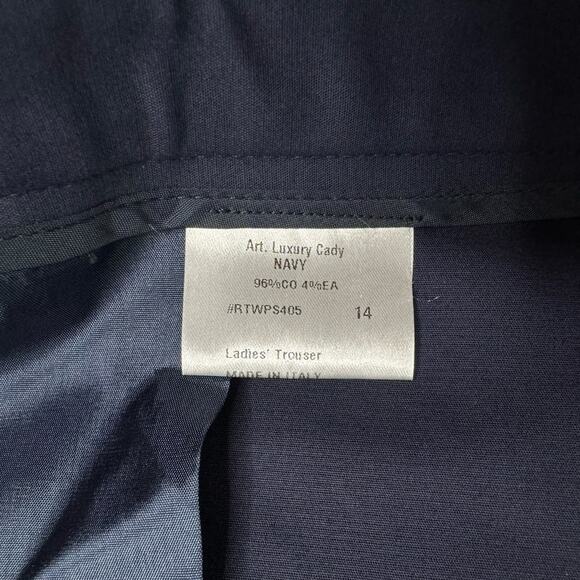 Art. Luxury Cady
NAVY
96%CO 4%EA
#RTWPS405 14
Ladies' Trouser
MADE IN ITALY